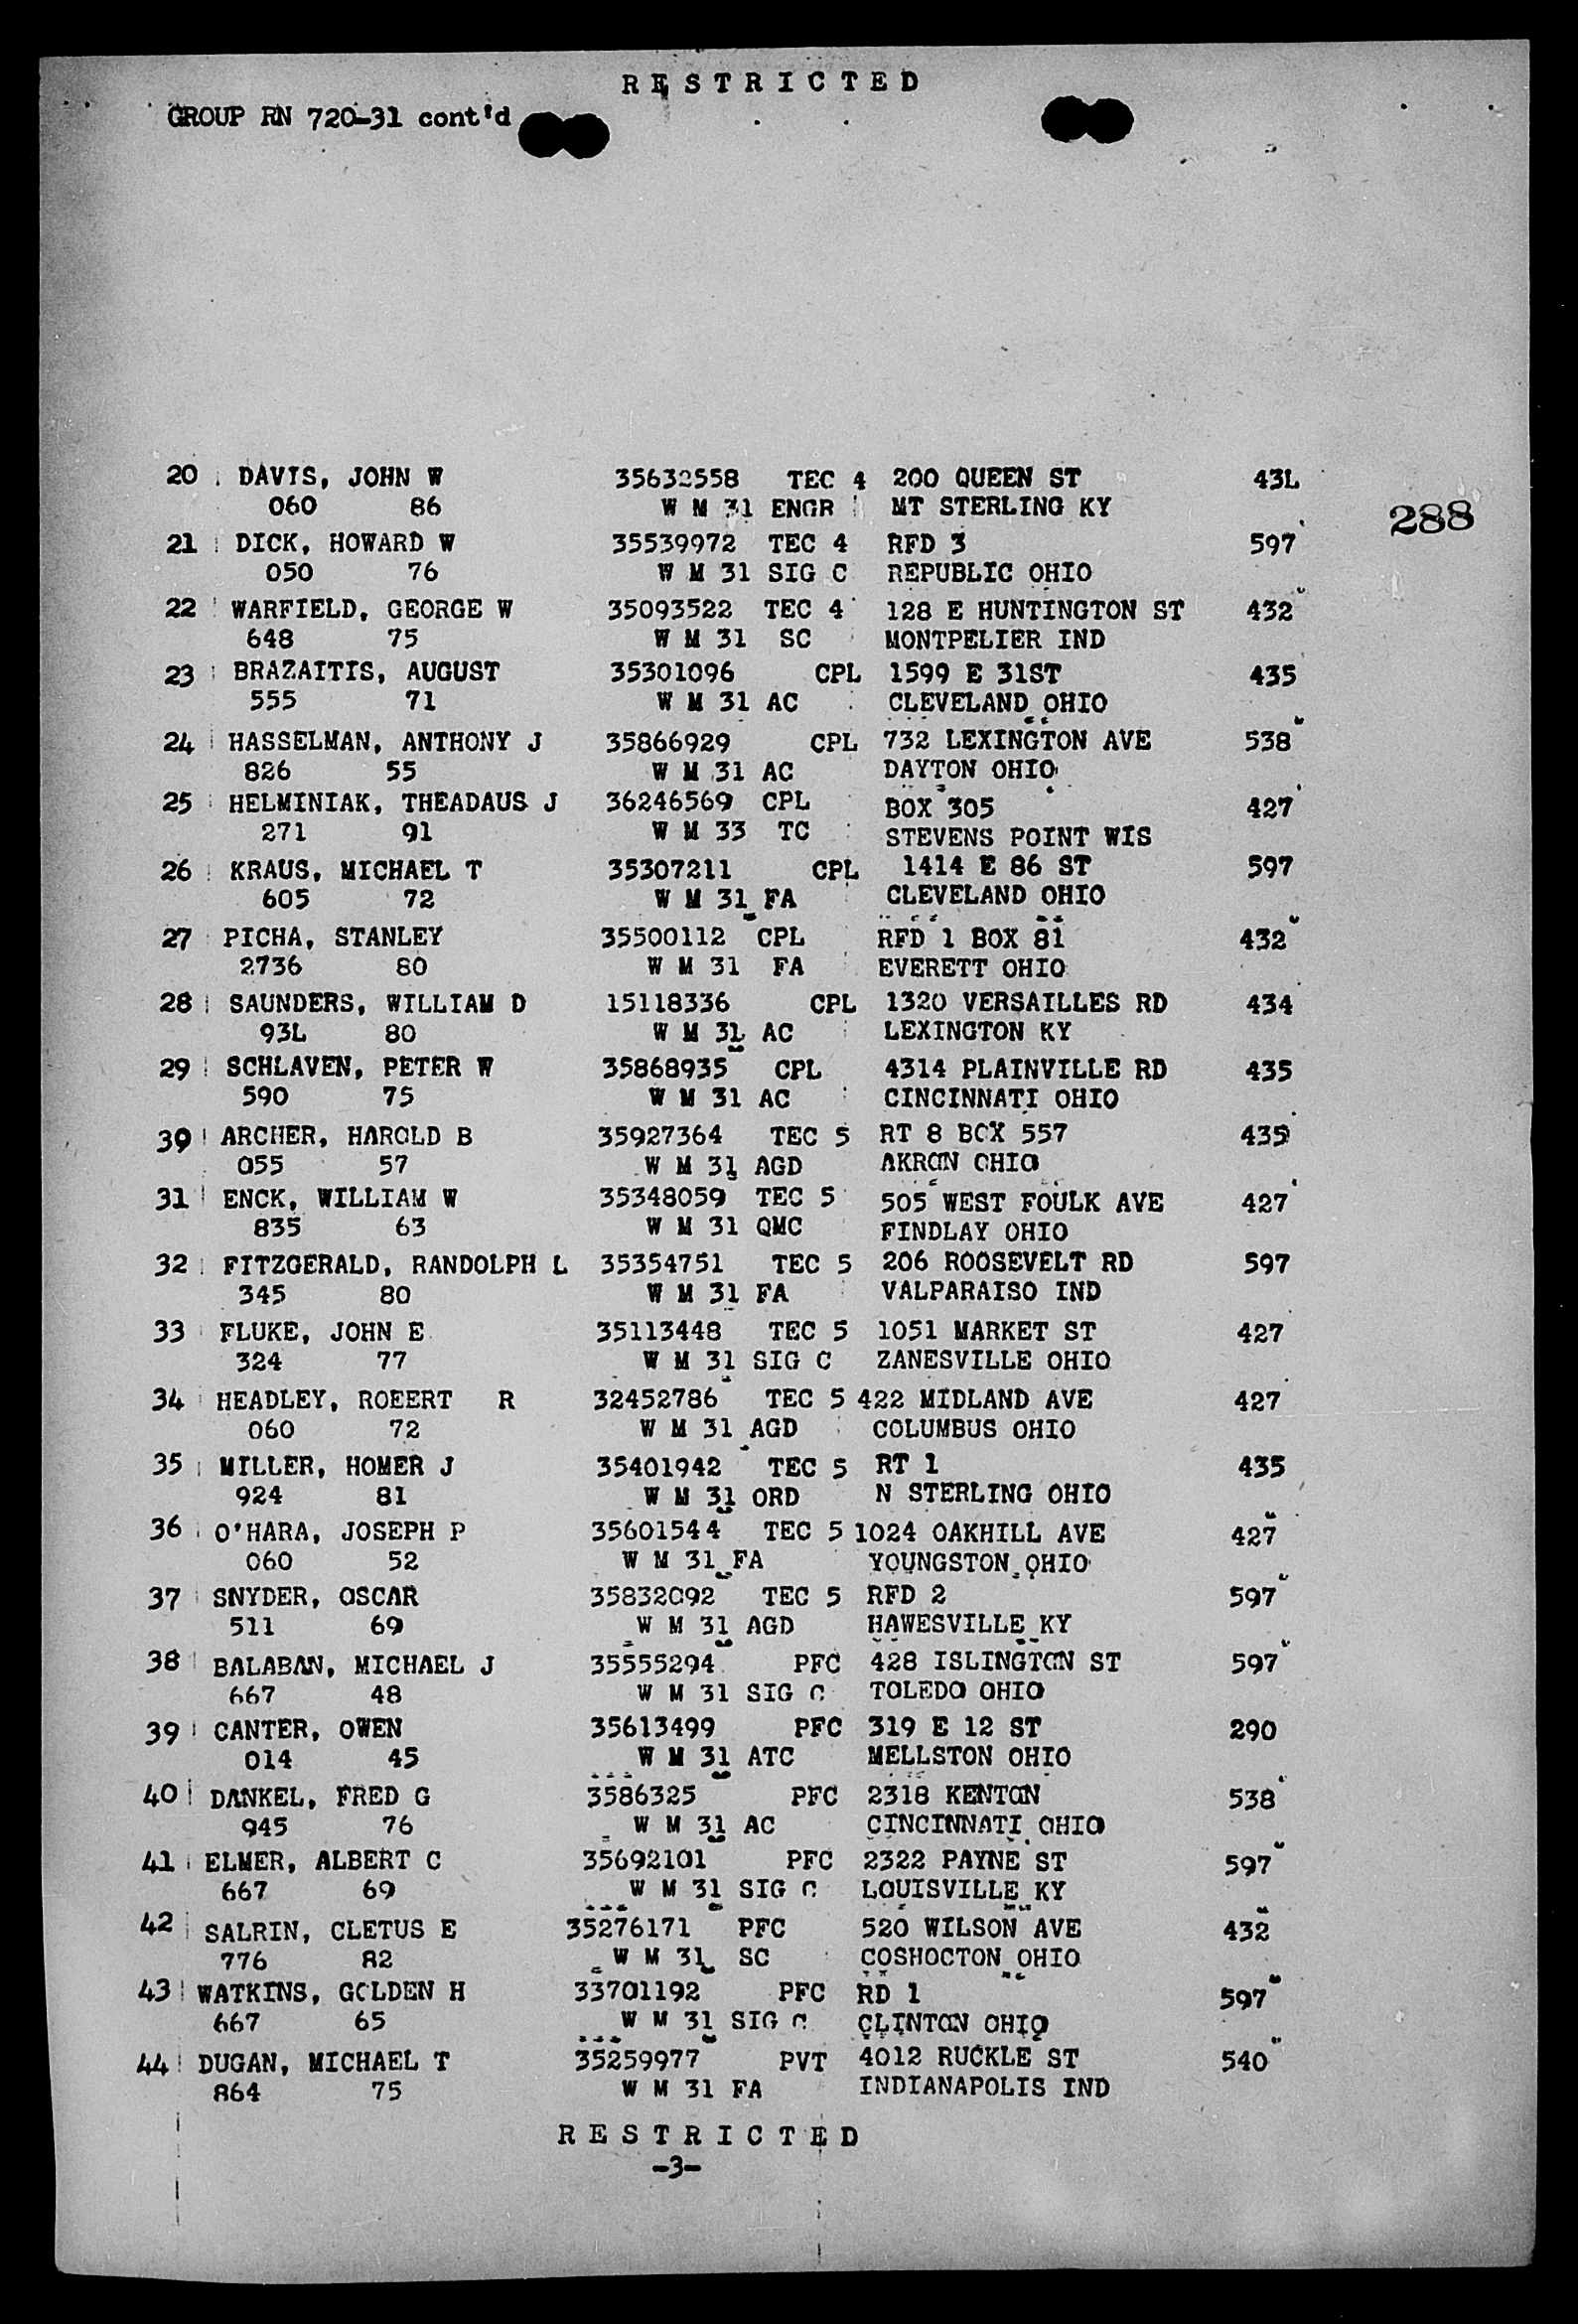 RESTRICTED
GROUP RN 720-31 cont'd
20 DAVIS, JOHN W 35632558 TEC 4 200 QUEEN ST 43L
060 86 W M 31 ENGR MT STERLING KY
288
21 DICK, HOWARD W 35539972 TEC 4 RFD 3 597
050 76 W M 31 SIG C REPUBLIC OHIO
22 WARFIELD, GEORGE W 35093522 TEC 4 128 E HUNTINGTON ST 432
648 75 W M 31 SC MONTPELIER IND
23 BRAZAITIS, AUGUST 35301096 CPL 1599 E 31ST 435
555 71 W M 31 AC CLEVELAND OHIO
24 HASSELMAN, ANTHONY J 35866929 CPL 732 LEXINGTON AVE 538
826 55 W M 31 AC DAYTON OHIO
25 HELMINIAK, THEADAUS J 36246569 CPL BOX 305 427
271 91 W M 33 TC STEVENS POINT WIS
26 KRAUS, MICHAEL T 35307211 CPL 1414 E 86 ST 597
605 72 W M 31 FA CLEVELAND OHIO
27 PICHA, STANLEY 35500112 CPL RFD 1 BOX 81 432
2736 80 W M 31 FA EVERETT OHIO
28 SAUNDERS, WILLIAM D 15118336 CPL 1320 VERSAILLES RD 434
93L 80 W M 31 AC LEXINGTON KY
29 SCHLAVEN, PETER W 35868935 CPL 4314 PLAINVILLE RD 435
590 75 W M 31 AC CINCINNATI OHIO
39 ARCHER, HAROLD B 35927364 TEC 5 RT 8 BOX 557 435
055 57 W M 31 AGD AKRON OHIO
31 ENCK, WILLIAM W 35348059 TEC 5 505 WEST FOULK AVE 427
835 63 W M 31 QMC FINDLAY OHIO
32 FITZGERALD, RANDOLPH L 35354751 TEC 5 206 ROOSEVELT RD 597
345 80 W M 31 FA VALPARAISO IND
33 FLUKE, JOHN E 35113448 TEC 5 1051 MARKET ST 427
324 77 W M 31 SIG C ZANESVILLE OHIO
34 HEADLEY, ROBERT R 32452786 TEC 5 422 MIDLAND AVE 427
060 72 W M 31 AGD COLUMBUS OHIO
35 MILLER, HOMER J 35401942 TEC 5 RT 1 435
924 81 W M 31 ORD N STERLING OHIO
36 O'HARA, JOSEPH P 35601544 TEC 5 1024 OAKHILL AVE 427
060 52 W M 31 FA YOUNGSTON OHIO
37 SNYDER, OSCAR 35832092 TEC 5 RFD 2 597
511 69 W M 31 AGD HAWESVILLE KY
38 BALABAN, MICHAEL J 35555294 PFC 428 ISLINGTON ST 597
667 48 W M 31 SIG C TOLEDO OHIO
39 CANTER, OWEN 35613499 PFC 319 E 12 ST 290
014 45 W M 31 ATC MELLSTON OHIO
40 DANKEL, FRED G 3586325 PFC 2318 KENTON 538
945 76 W M 31 AC CINCINNATI OHIO
41 ELMER, ALBERT C 35692101 PFC 2322 PAYNE ST 597
667 69 W M 31 SIG C LOUISVILLE KY
42 SALRIN, CLETUS E 35276171 PFC 520 WILSON AVE 432
776 82 W M 31 SC COSHOCTON OHIO
43 WATKINS, GOLDEN H 33701192 PFC RD 1 597
667 65 W M 31 SIG C CLINTON OHIO
44 DUGAN, MICHAEL T 35259977 PVT 4012 RUCKLE ST 540
864 75 W M 31 FA INDIANAPOLIS IND
RESTRICTED
-3-